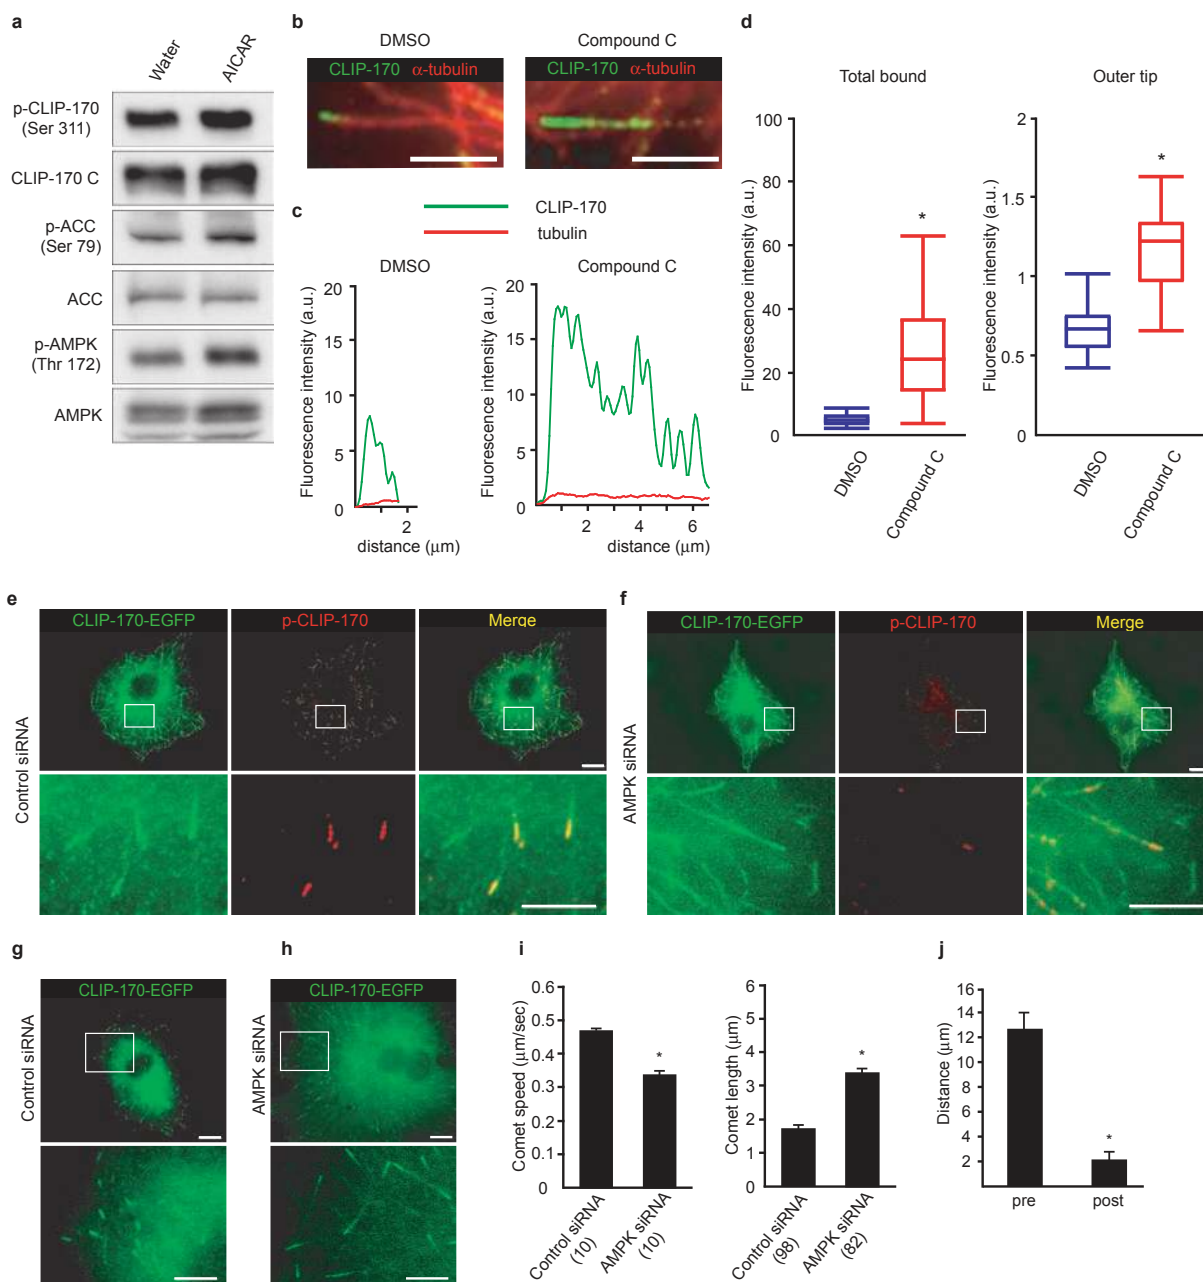 a
Water
AICAR
p-CLIP-170
(Ser 311)
CLIP-170 C
p-ACC
(Ser 79)
ACC
p-AMPK
(Thr 172)
AMPK
b
DMSO
CLIP-170 α-tubulin
Compound C
CLIP-170 α-tubulin
c
CLIP-170
tubulin
DMSO
Fluorescence intensity (a.u.)
20
15
10
5
0
2
distance (μm)
Compound C
Fluorescence intensity (a.u.)
20
15
10
5
0
2 4 6
distance (μm)
d
Total bound
Fluorescence intensity (a.u.)
100
80
60
40
20
0
*
DMSO
Compound C
Outer tip
Fluorescence intensity (a.u.)
2
1.5
1
0.5
0
*
DMSO
Compound C
e
Control siRNA
CLIP-170-EGFP
p-CLIP-170
Merge
f
AMPK siRNA
CLIP-170-EGFP
p-CLIP-170
Merge
g
Control siRNA
CLIP-170-EGFP
h
AMPK siRNA
CLIP-170-EGFP
i
Comet speed (μm/sec)
0.6
0.5
0.4
0.3
0.2
0.1
0
*
Control siRNA
(10)
AMPK siRNA
(10)
Comet length (μm)
6
5
4
3
2
1
0
*
Control siRNA
(98)
AMPK siRNA
(82)
j
Distance (μm)
16
14
12
10
8
6
4
2
*
pre
post